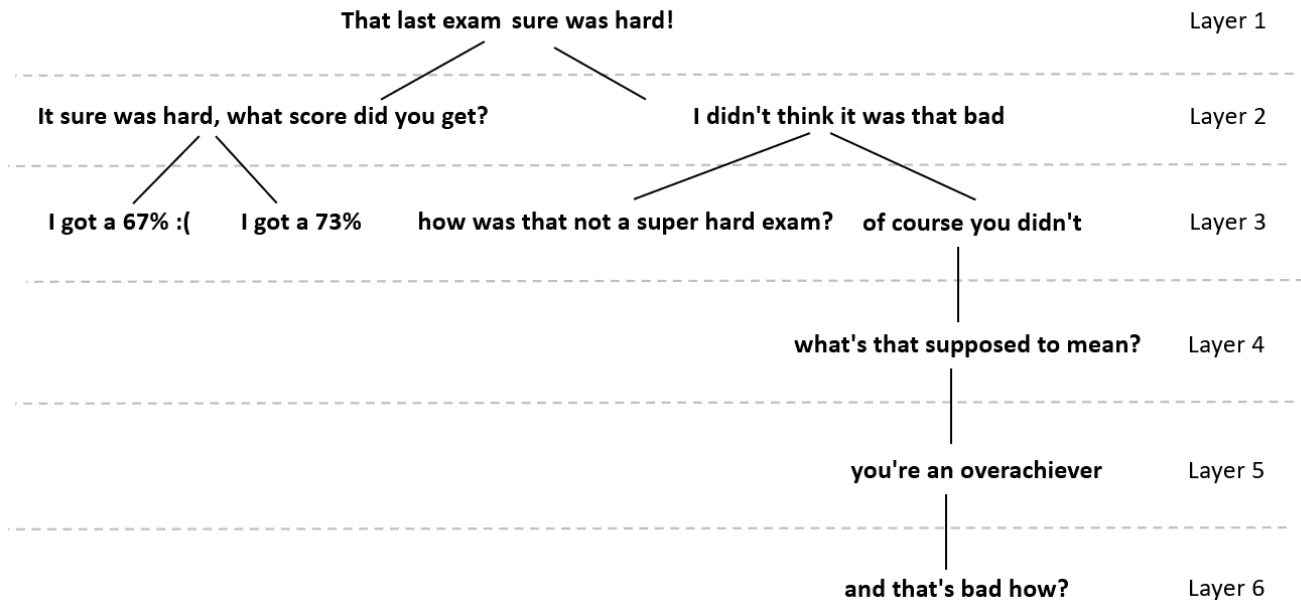 That last exam sure was hard! Layer 1
It sure was hard, what score did you get? I didn't think it was that bad Layer 2
I got a 67% :( I got a 73% how was that not a super hard exam? of course you didn't Layer 3
what's that supposed to mean? Layer 4
you're an overachiever Layer 5
and that's bad how? Layer 6